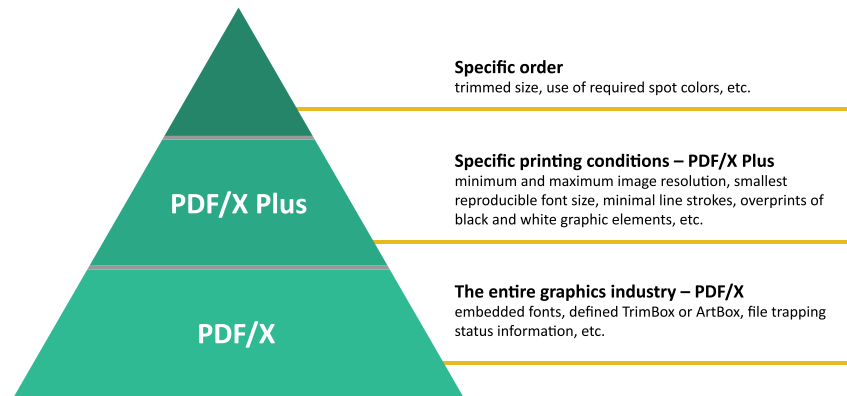 Specific order
trimmed size, use of required spot colors, etc.
Specific printing conditions – PDF/X Plus
minimum and maximum image resolution, smallest
reproducible font size, minimal line strokes, overprints of
black and white graphic elements, etc.
PDF/X Plus
The entire graphics industry – PDF/X
embedded fonts, defined TrimBox or ArtBox, file trapping
status information, etc.
PDF/X